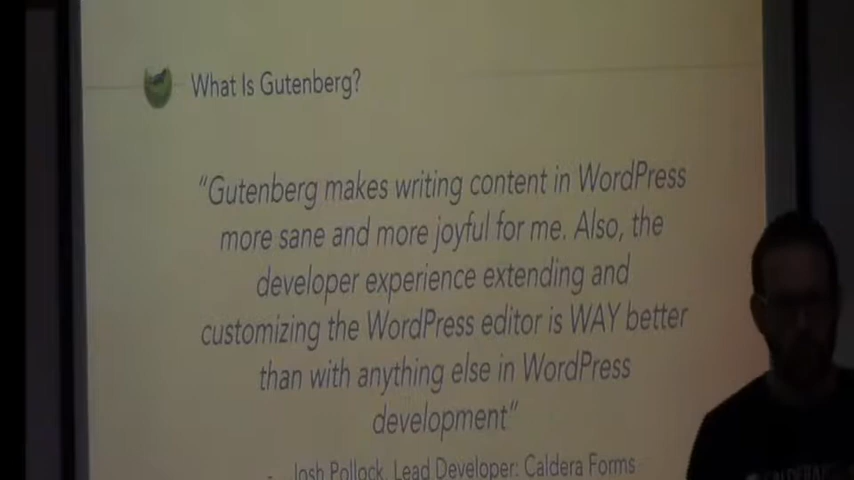 What Is Gutenberg?
“Gutenberg makes writing content in WordPress
more sane and more joyful for me. Also, the
developer experience extending and
customizing the WordPress editor is WAY better
than with anything else in WordPress
development”
- Josh Pollock, Lead Developer: Caldera Forms